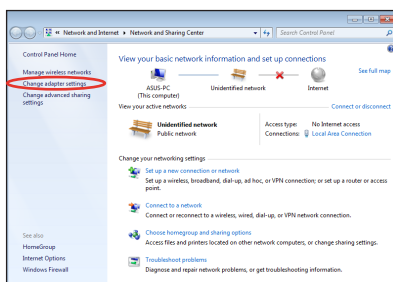 « Network and Internet ▸ Network and Sharing Center
Search Control Panel
Control Panel Home
Manage wireless networks
Change adapter settings
Change advanced sharing
settings
See also
HomeGroup
Internet Options
Windows Firewall
View your basic network information and set up connections
See full map
ASUS-PC
(This computer)
Unidentified network
Internet
View your active networks
Connect or disconnect
Unidentified network
Public network
Access type: No Internet access
Connections: Local Area Connection
Change your networking settings
Set up a new connection or network
Set up a wireless, broadband, dial-up, ad hoc, or VPN connection; or set up a router or access
point.
Connect to a network
Connect or reconnect to a wireless, wired, dial-up, or VPN network connection.
Choose homegroup and sharing options
Access files and printers located on other network computers, or change sharing settings.
Troubleshoot problems
Diagnose and repair network problems, or get troubleshooting information.